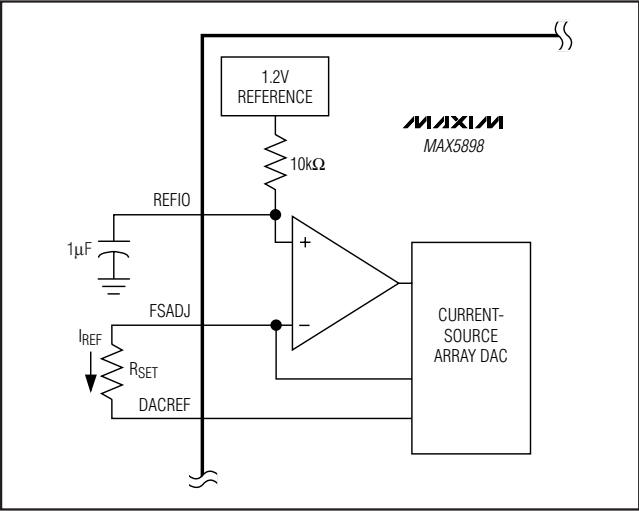 1.2V
REFERENCE
MAXIM
MAX5898
10kΩ
REFIO
1μF
+
FSADJ
−
IREF
RSET
DACREF
CURRENT-
SOURCE
ARRAY DAC